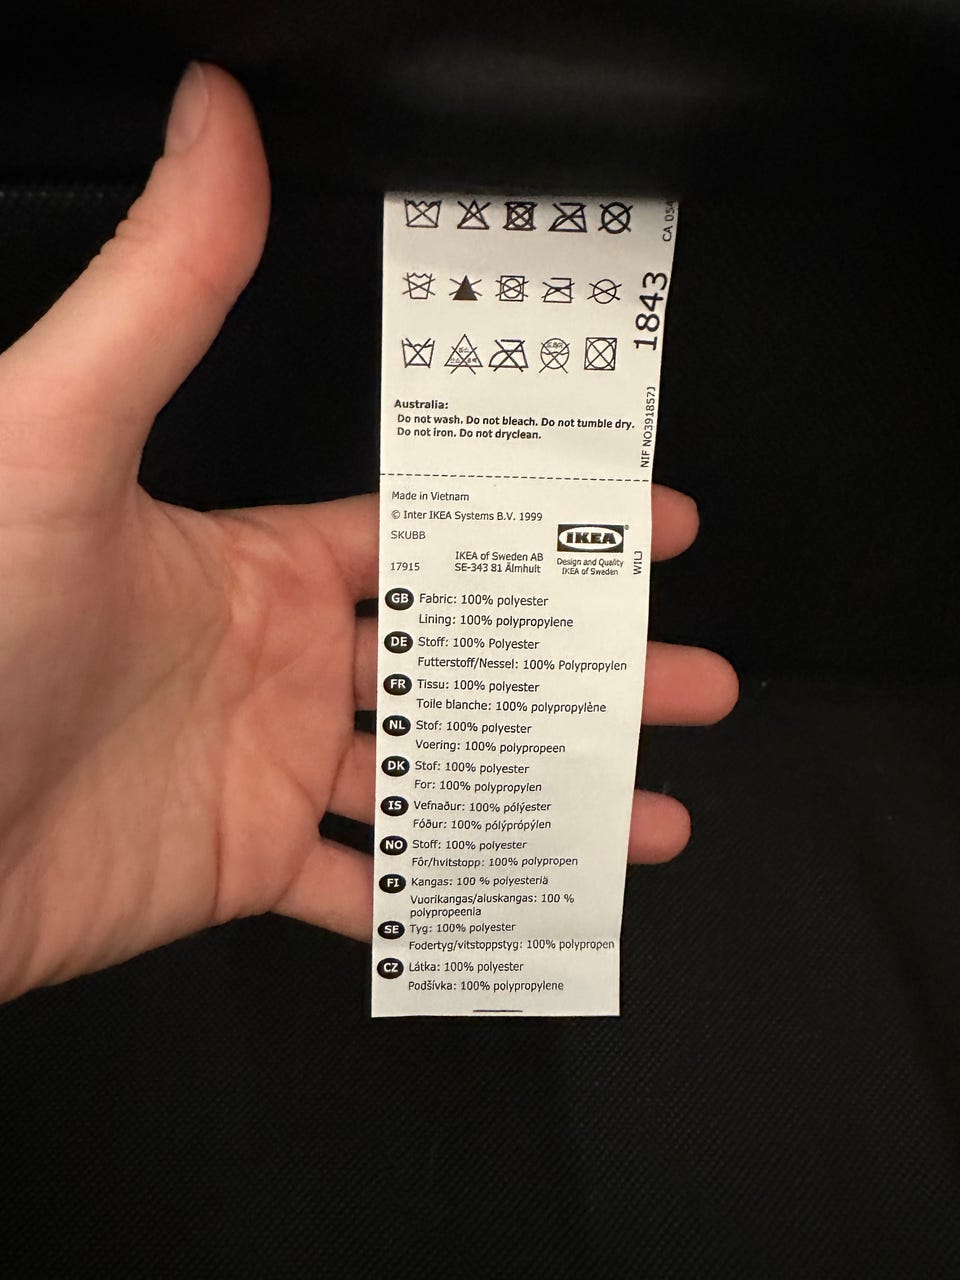 CA 05
1843
NIF NO391857J
Australia:
Do not wash. Do not bleach. Do not tumble dry.
Do not iron. Do not dryclean.
Made in Vietnam
© Inter IKEA Systems B.V. 1999
SKUBB
17915
IKEA of Sweden AB
SE-343 81 Älmhult
IKEA®
Design and Quality
IKEA of Sweden
WILJ
GB Fabric: 100% polyester
Lining: 100% polypropylene
DE Stoff: 100% Polyester
Futterstoff/Nessel: 100% Polypropylen
FR Tissu: 100% polyester
Toile blanche: 100% polypropylène
NL Stof: 100% polyester
Voering: 100% polypropeen
DK Stof: 100% polyester
For: 100% polypropylen
IS Vefnaður: 100% pólýester
Fóður: 100% pólýprópýlen
NO Stoff: 100% polyester
Fôr/hvitstopp: 100% polypropen
FI Kangas: 100 % polyesteriä
Vuorikangas/aluskangas: 100 %
polypropeenia
SE Tyg: 100% polyester
Fodertyg/vitstoppstyg: 100% polypropen
CZ Látka: 100% polyester
Podšívka: 100% polypropylene